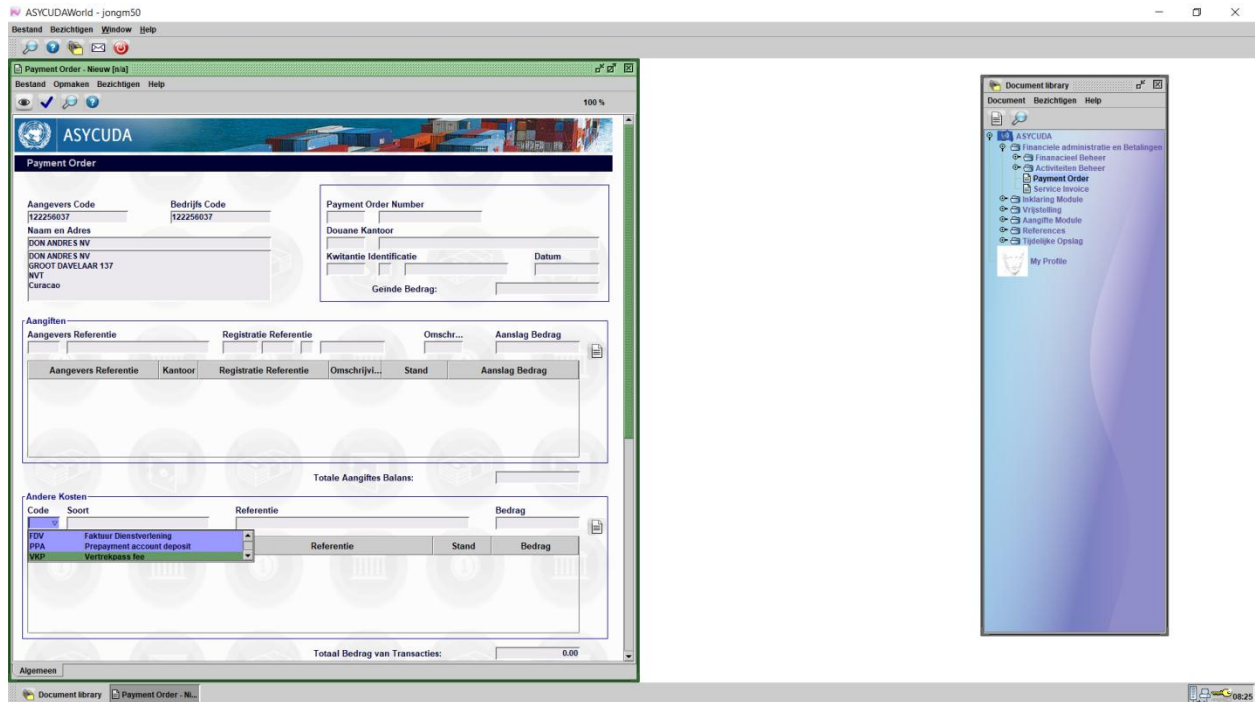 ASYCUDAWorld - jongm50
Bestand Bezichtigen Window Help
Payment Order - Nieuw [n/a]
Bestand Opmaken Bezichtigen Help
100 %
ASYCUDA
Payment Order
Aangevers Code Bedrijfs Code Payment Order Number
122256037 122256037
Naam en Adres Douane Kantoor
DON ANDRES NV
DON ANDRES NV Kwitantie Identificatie Datum
GROOT DAVELAAR 137
NVT
Curacao Geïnde Bedrag:
Aangiften
Aangevers Referentie Registratie Referentie Omschr... Aanslag Bedrag
Aangevers Referentie Kantoor Registratie Referentie Omschrijvi... Stand Aanslag Bedrag
Totale Aangiftes Balans:
Andere Kosten
Code Soort Referentie Bedrag
FDV Faktuur Dienstverlening
PPA Prepayment account deposit
VKP Vertrekpass fee
Referentie Stand Bedrag
Totaal Bedrag van Transacties: 0.00
Algemeen
Document library
Document Bezichtigen Help
ASYCUDA
Financiele administratie en Betalingen
Finanacieel Beheer
Activiteiten Beheer
Payment Order
Service Invoice
Inklaring Module
Vrijstelling
Aangifte Module
References
Tijdelijke Opslag
My Profile
Document library Payment Order - Ni...
08:25